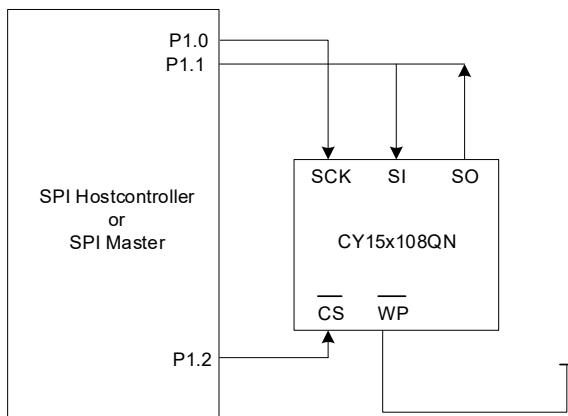 P1.0
P1.1
SCK SI SO
SPI Hostcontroller
or
SPI Master
CY15x108QN
CS WP
P1.2